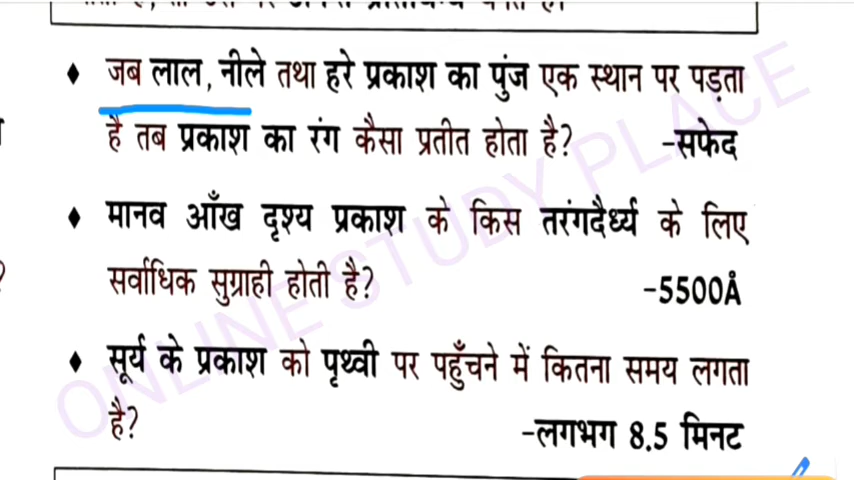 जब लाल, नीले तथा हरे प्रकाश का पुंज एक स्थान पर पड़ता
है तब प्रकाश का रंग कैसा प्रतीत होता है? -सफेद
मानव आँख दृश्य प्रकाश के किस तरंगदैर्ध्य के लिए
सर्वाधिक सुग्राही होती है? -5500Å
सूर्य के प्रकाश को पृथ्वी पर पहुँचने में कितना समय लगता
है? -लगभग 8.5 मिनट
ONLINE STUDY PLACE